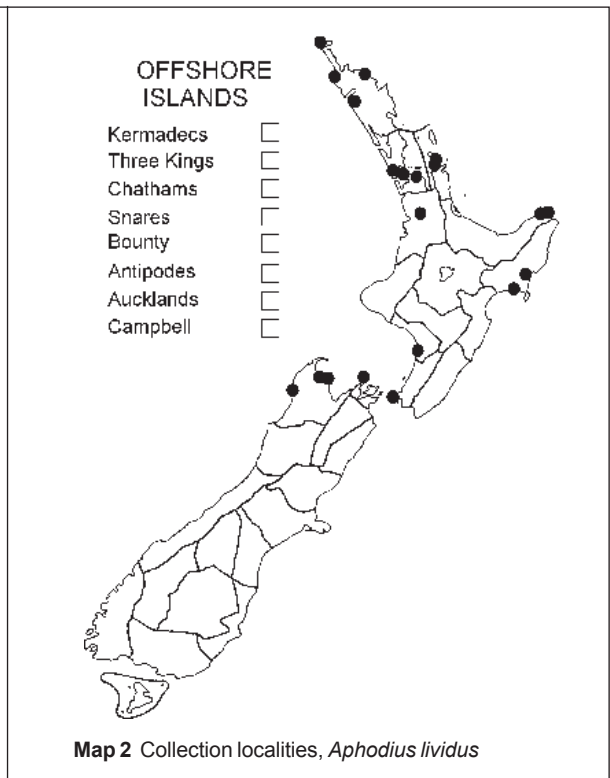 OFFSHORE
ISLANDS
Kermadecs
Three Kings
Chathams
Snares
Bounty
Antipodes
Aucklands
Campbell
Map 2 Collection localities, Aphodius lividus